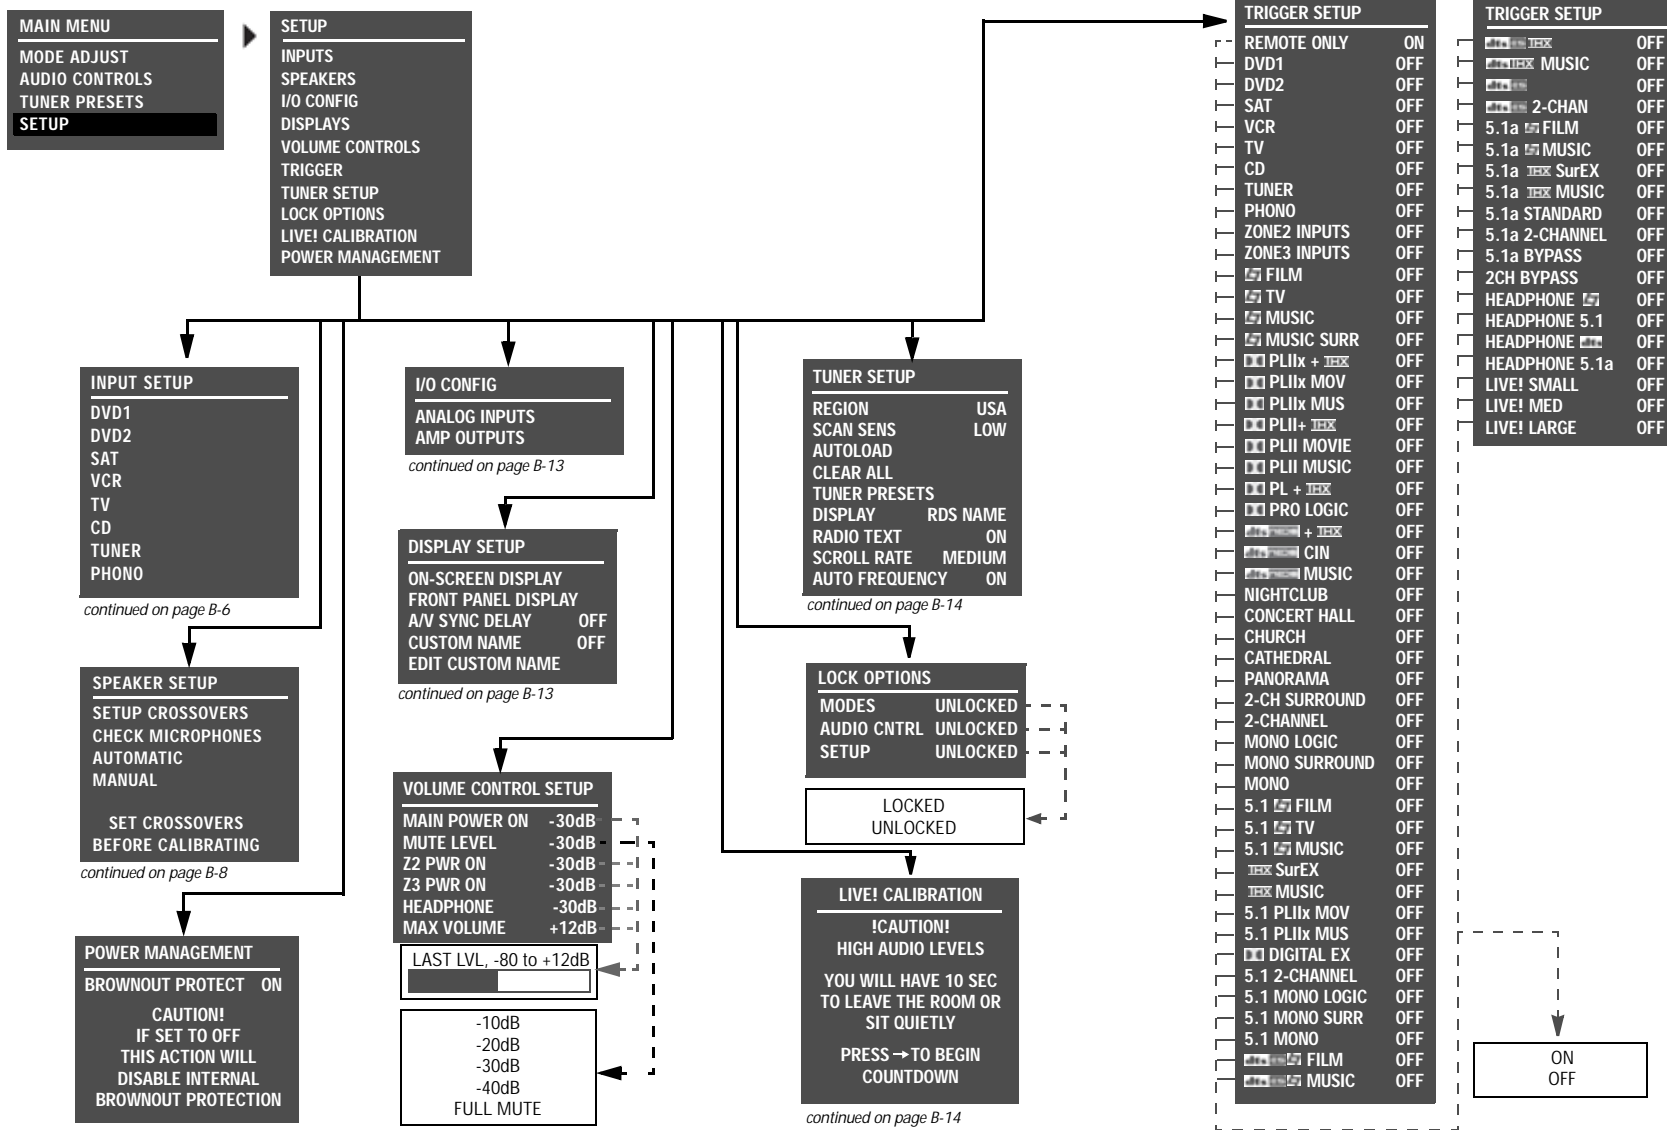 MAIN MENU
MODE ADJUST
AUDIO CONTROLS
TUNER PRESETS
SETUP
SETUP
INPUTS
SPEAKERS
I/O CONFIG
DISPLAYS
VOLUME CONTROLS
TRIGGER
TUNER SETUP
LOCK OPTIONS
LIVE! CALIBRATION
POWER MANAGEMENT
INPUT SETUP
DVD1
DVD2
SAT
VCR
TV
CD
TUNER
PHONO
continued on page B-6
SPEAKER SETUP
SETUP CROSSOVERS
CHECK MICROPHONES
AUTOMATIC
MANUAL
SET CROSSOVERS
BEFORE CALIBRATING
continued on page B-8
POWER MANAGEMENT
BROWNOUT PROTECT ON
CAUTION!
IF SET TO OFF
THIS ACTION WILL
DISABLE INTERNAL
BROWNOUT PROTECTION
I/O CONFIG
ANALOG INPUTS
AMP OUTPUTS
continued on page B-13
DISPLAY SETUP
ON-SCREEN DISPLAY
FRONT PANEL DISPLAY
A/V SYNC DELAY OFF
CUSTOM NAME OFF
EDIT CUSTOM NAME
continued on page B-13
VOLUME CONTROL SETUP
MAIN POWER ON -30dB
MUTE LEVEL -30dB
Z2 PWR ON -30dB
Z3 PWR ON -30dB
HEADPHONE -30dB
MAX VOLUME +12dB
LAST LVL, -80 to +12dB
-10dB
-20dB
-30dB
-40dB
FULL MUTE
TUNER SETUP
REGION USA
SCAN SENS LOW
AUTOLOAD
CLEAR ALL
TUNER PRESETS
DISPLAY RDS NAME
RADIO TEXT ON
SCROLL RATE MEDIUM
AUTO FREQUENCY ON
continued on page B-14
LOCK OPTIONS
MODES UNLOCKED
AUDIO CNTRL UNLOCKED
SETUP UNLOCKED
LOCKED
UNLOCKED
LIVE! CALIBRATION
!CAUTION!
HIGH AUDIO LEVELS
YOU WILL HAVE 10 SEC
TO LEAVE THE ROOM OR
SIT QUIETLY
PRESS → TO BEGIN
COUNTDOWN
continued on page B-14
TRIGGER SETUP
REMOTE ONLY ON
DVD1 OFF
DVD2 OFF
SAT OFF
VCR OFF
TV OFF
CD OFF
TUNER OFF
PHONO OFF
ZONE2 INPUTS OFF
ZONE3 INPUTS OFF
FILM OFF
TV OFF
MUSIC OFF
MUSIC SURR OFF
PLIIx + THX OFF
PLIIx MOV OFF
PLIIx MUS OFF
PLII+ THX OFF
PLII MOVIE OFF
PLII MUSIC OFF
PL + THX OFF
PRO LOGIC OFF
dts + THX OFF
dts CIN OFF
dts MUSIC OFF
NIGHTCLUB OFF
CONCERT HALL OFF
CHURCH OFF
CATHEDRAL OFF
PANORAMA OFF
2-CH SURROUND OFF
2-CHANNEL OFF
MONO LOGIC OFF
MONO SURROUND OFF
MONO OFF
5.1 FILM OFF
5.1 TV OFF
5.1 MUSIC OFF
THX SurEX OFF
THX MUSIC OFF
5.1 PLIIx MOV OFF
5.1 PLIIx MUS OFF
DIGITAL EX OFF
5.1 2-CHANNEL OFF
5.1 MONO LOGIC OFF
5.1 MONO SURR OFF
5.1 MONO OFF
dts FILM OFF
dts MUSIC OFF
TRIGGER SETUP
dts THX OFF
dts THX MUSIC OFF
dts OFF
dts 2-CHAN OFF
5.1a FILM OFF
5.1a MUSIC OFF
5.1a THX SurEX OFF
5.1a THX MUSIC OFF
5.1a STANDARD OFF
5.1a 2-CHANNEL OFF
5.1a BYPASS OFF
2CH BYPASS OFF
HEADPHONE OFF
HEADPHONE 5.1 OFF
HEADPHONE dts OFF
HEADPHONE 5.1a OFF
LIVE! SMALL OFF
LIVE! MED OFF
LIVE! LARGE OFF
ON
OFF